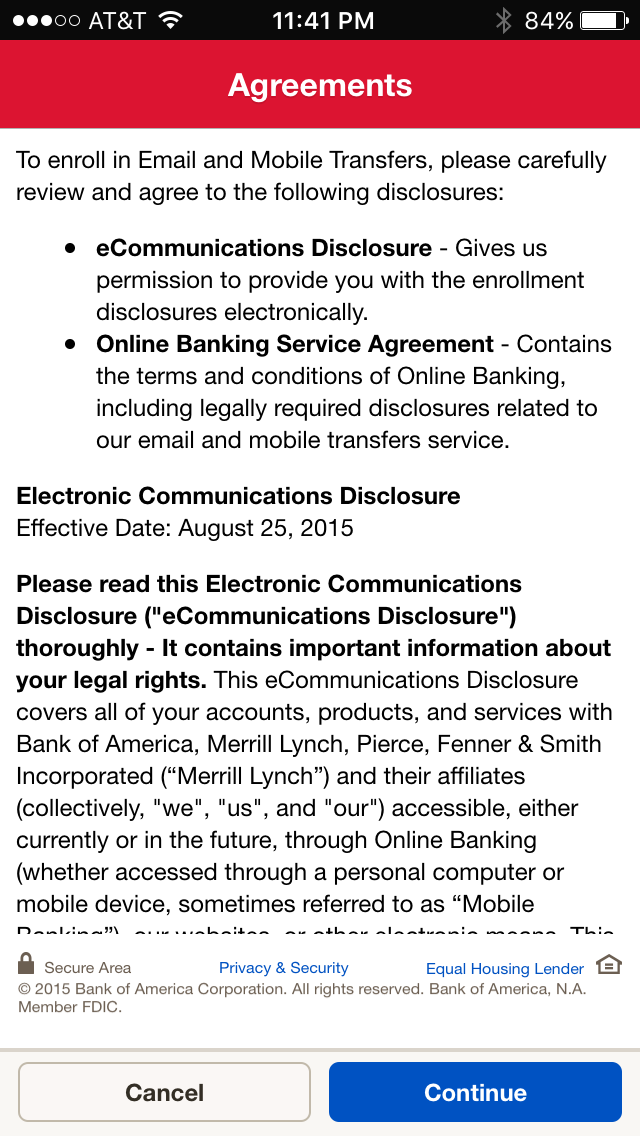 AT&T 11:41 PM 84%
Agreements
To enroll in Email and Mobile Transfers, please carefully
review and agree to the following disclosures:
• eCommunications Disclosure - Gives us
permission to provide you with the enrollment
disclosures electronically.
• Online Banking Service Agreement - Contains
the terms and conditions of Online Banking,
including legally required disclosures related to
our email and mobile transfers service.
Electronic Communications Disclosure
Effective Date: August 25, 2015
Please read this Electronic Communications
Disclosure ("eCommunications Disclosure")
thoroughly - It contains important information about
your legal rights. This eCommunications Disclosure
covers all of your accounts, products, and services with
Bank of America, Merrill Lynch, Pierce, Fenner & Smith
Incorporated (“Merrill Lynch”) and their affiliates
(collectively, "we", "us", and "our") accessible, either
currently or in the future, through Online Banking
(whether accessed through a personal computer or
mobile device, sometimes referred to as “Mobile
Banking”), our websites, or other electronic means. This
Secure Area Privacy & Security Equal Housing Lender
© 2015 Bank of America Corporation. All rights reserved. Bank of America, N.A.
Member FDIC.
Cancel Continue